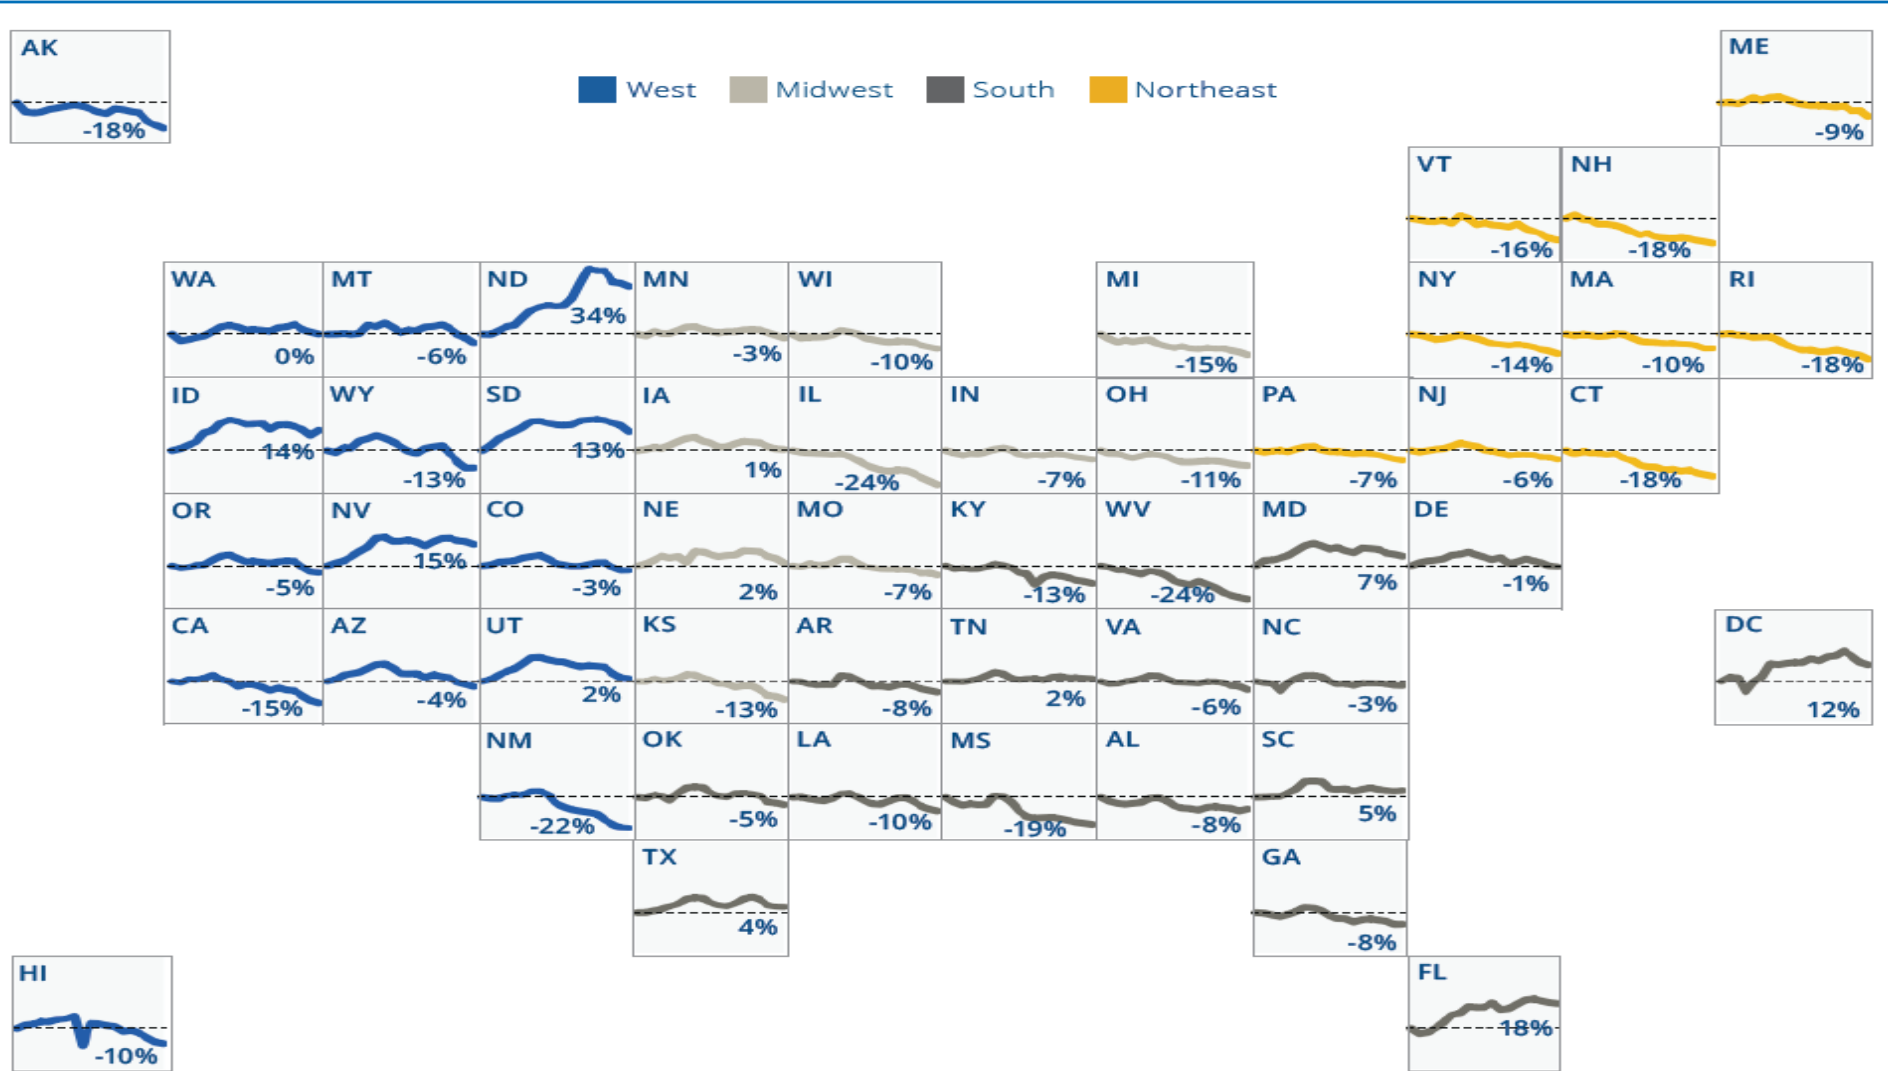 AK
-18%
West Midwest South Northeast
ME
-9%
VT NH
-16% -18%
WA MT ND MN WI MI NY MA RI
0% -6% 34% -3% -10% -15% -14% -10% -18%
ID WY SD IA IL IN OH PA NJ CT
14% -13% 13% 1% -24% -7% -11% -7% -6% -18%
OR NV CO NE MO KY WV MD DE
-5% 15% -3% 2% -7% -13% -24% 7% -1%
CA AZ UT KS AR TN VA NC DC
-15% -4% 2% -13% -8% 2% -6% -3% 12%
NM OK LA MS AL SC
-22% -5% -10% -19% -8% 5%
TX GA
4% -8%
HI FL
-10% 18%